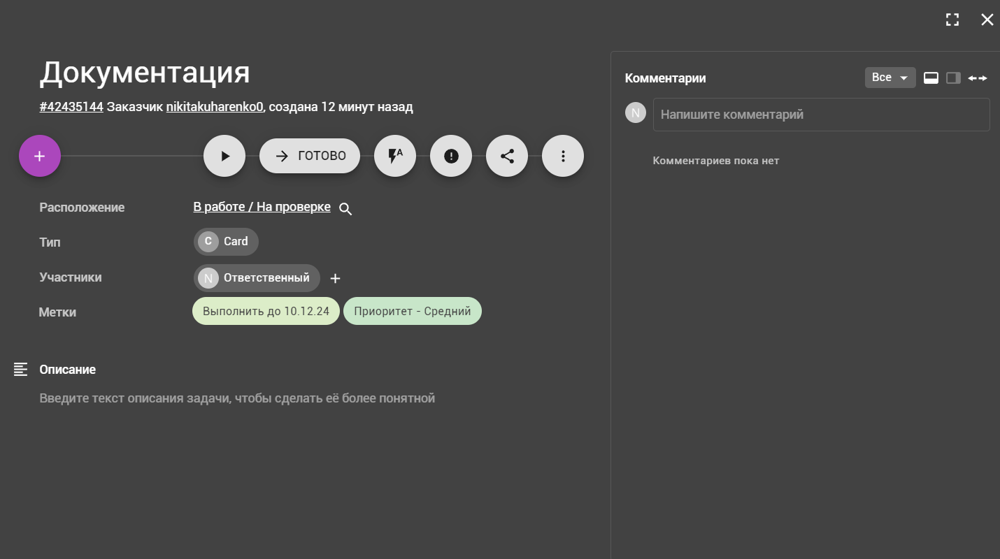 Документация
#42435144 Заказчик nikitakuharenko0, создана 12 минут назад
ГОТОВО
A
Расположение
В работе / На проверке
Тип
C Card
Участники
N Ответственный
Метки
Выполнить до 10.12.24
Приоритет - Средний
Описание
Введите текст описания задачи, чтобы сделать её более понятной
Комментарии
Все
N
Напишите комментарий
Комментариев пока нет